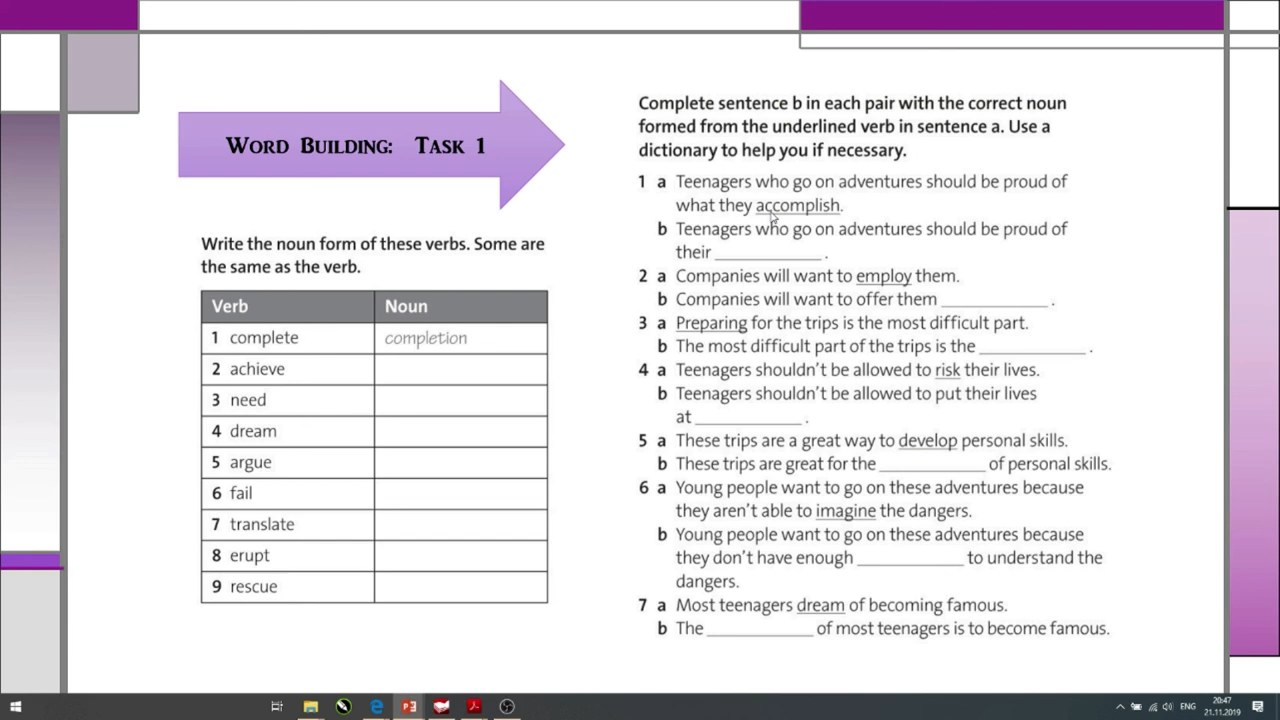 WORD BUILDING: TASK 1
Write the noun form of these verbs. Some are
the same as the verb.
Verb Noun
1 complete completion
2 achieve
3 need
4 dream
5 argue
6 fail
7 translate
8 erupt
9 rescue
Complete sentence b in each pair with the correct noun
formed from the underlined verb in sentence a. Use a
dictionary to help you if necessary.
1 a Teenagers who go on adventures should be proud of
what they accomplish.
b Teenagers who go on adventures should be proud of
their ____________ .
2 a Companies will want to employ them.
b Companies will want to offer them ____________ .
3 a Preparing for the trips is the most difficult part.
b The most difficult part of the trips is the ____________ .
4 a Teenagers shouldn't be allowed to risk their lives.
b Teenagers shouldn't be allowed to put their lives
at ____________ .
5 a These trips are a great way to develop personal skills.
b These trips are great for the ____________ of personal skills.
6 a Young people want to go on these adventures because
they aren't able to imagine the dangers.
b Young people want to go on these adventures because
they don't have enough ____________ to understand the
dangers.
7 a Most teenagers dream of becoming famous.
b The ____________ of most teenagers is to become famous.
ENG
20:47
21.11.2019